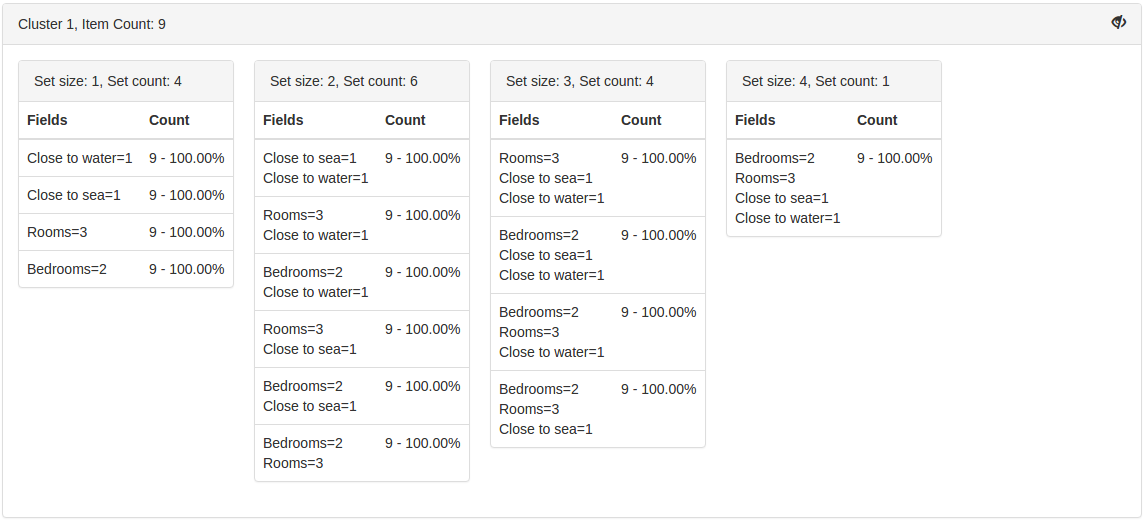 Cluster 1, Item Count: 9
Set size: 1, Set count: 4
Fields Count
Close to water=1 9 - 100.00%
Close to sea=1 9 - 100.00%
Rooms=3 9 - 100.00%
Bedrooms=2 9 - 100.00%
Set size: 2, Set count: 6
Fields Count
Close to sea=1 9 - 100.00%
Close to water=1
Rooms=3 9 - 100.00%
Close to water=1
Bedrooms=2 9 - 100.00%
Close to water=1
Rooms=3 9 - 100.00%
Close to sea=1
Bedrooms=2 9 - 100.00%
Close to sea=1
Bedrooms=2 9 - 100.00%
Rooms=3
Set size: 3, Set count: 4
Fields Count
Rooms=3 9 - 100.00%
Close to sea=1
Close to water=1
Bedrooms=2 9 - 100.00%
Close to sea=1
Close to water=1
Bedrooms=2 9 - 100.00%
Rooms=3
Close to water=1
Bedrooms=2 9 - 100.00%
Rooms=3
Close to sea=1
Set size: 4, Set count: 1
Fields Count
Bedrooms=2 9 - 100.00%
Rooms=3
Close to sea=1
Close to water=1